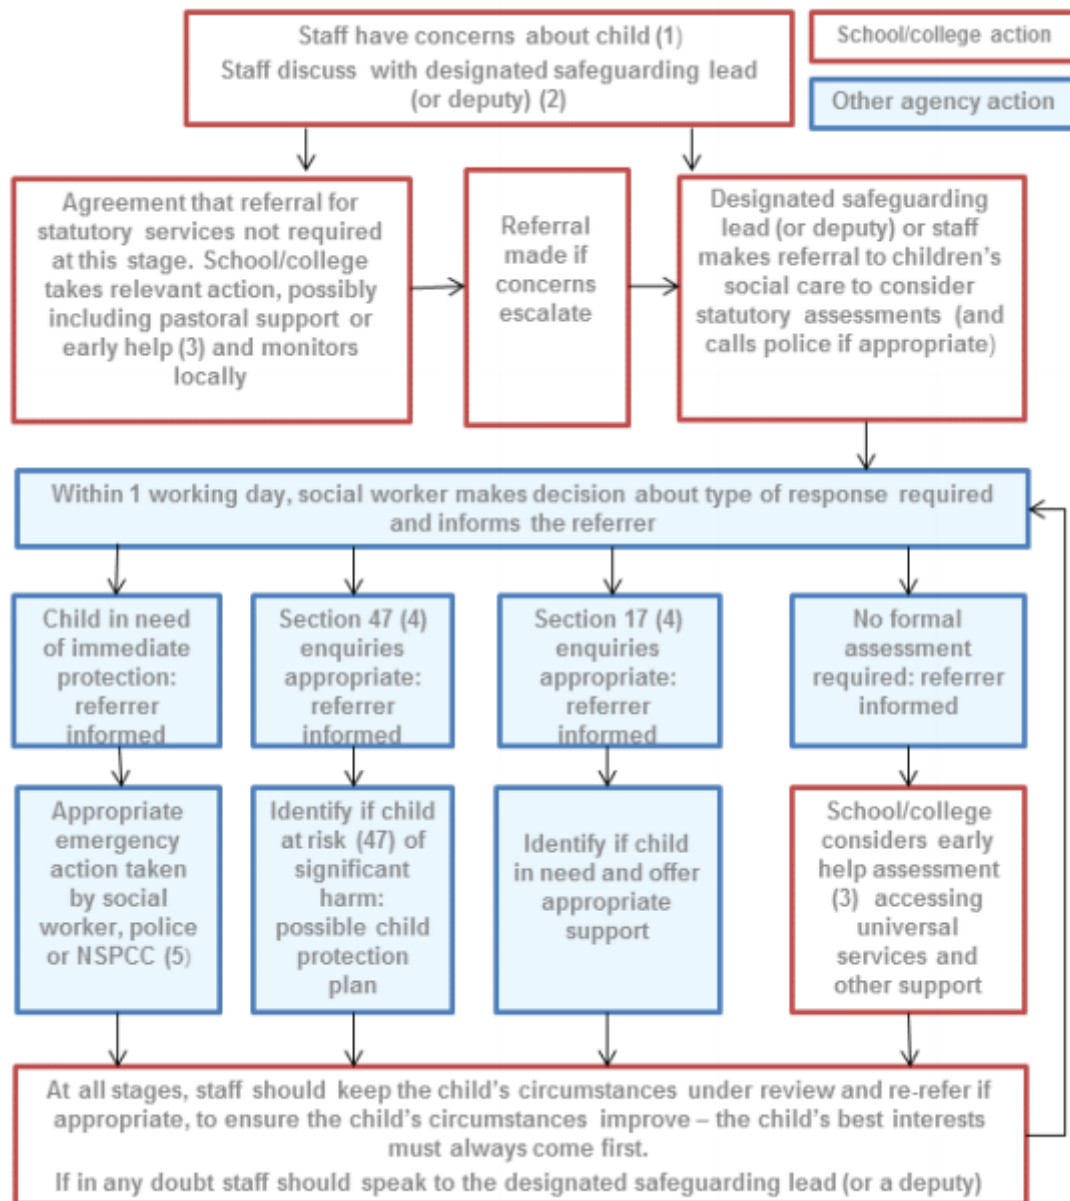 Staff have concerns about child (1)
Staff discuss with designated safeguarding lead
(or deputy) (2)
School/college action
Other agency action
Agreement that referral for
statutory services not required
at this stage. School/college
takes relevant action, possibly
including pastoral support or
early help (3) and monitors
locally
Referral
made if
concerns
escalate
Designated safeguarding
lead (or deputy) or staff
makes referral to children's
social care to consider
statutory assessments (and
calls police if appropriate)
Within 1 working day, social worker makes decision about type of response required
and informs the referrer
Child in need
of immediate
protection:
referrer
informed
Section 47 (4)
enquiries
appropriate:
referrer
informed
Section 17 (4)
enquiries
appropriate:
referrer
informed
No formal
assessment
required: referrer
informed
Appropriate
emergency
action taken
by social
worker, police
or NSPCC (5)
Identify if child
at risk (47) of
significant
harm:
possible child
protection
plan
Identify if child
in need and offer
appropriate
support
School/college
considers early
help assessment
(3) accessing
universal
services and
other support
At all stages, staff should keep the child's circumstances under review and re-refer if
appropriate, to ensure the child's circumstances improve – the child's best interests
must always come first.
If in any doubt staff should speak to the designated safeguarding lead (or a deputy)